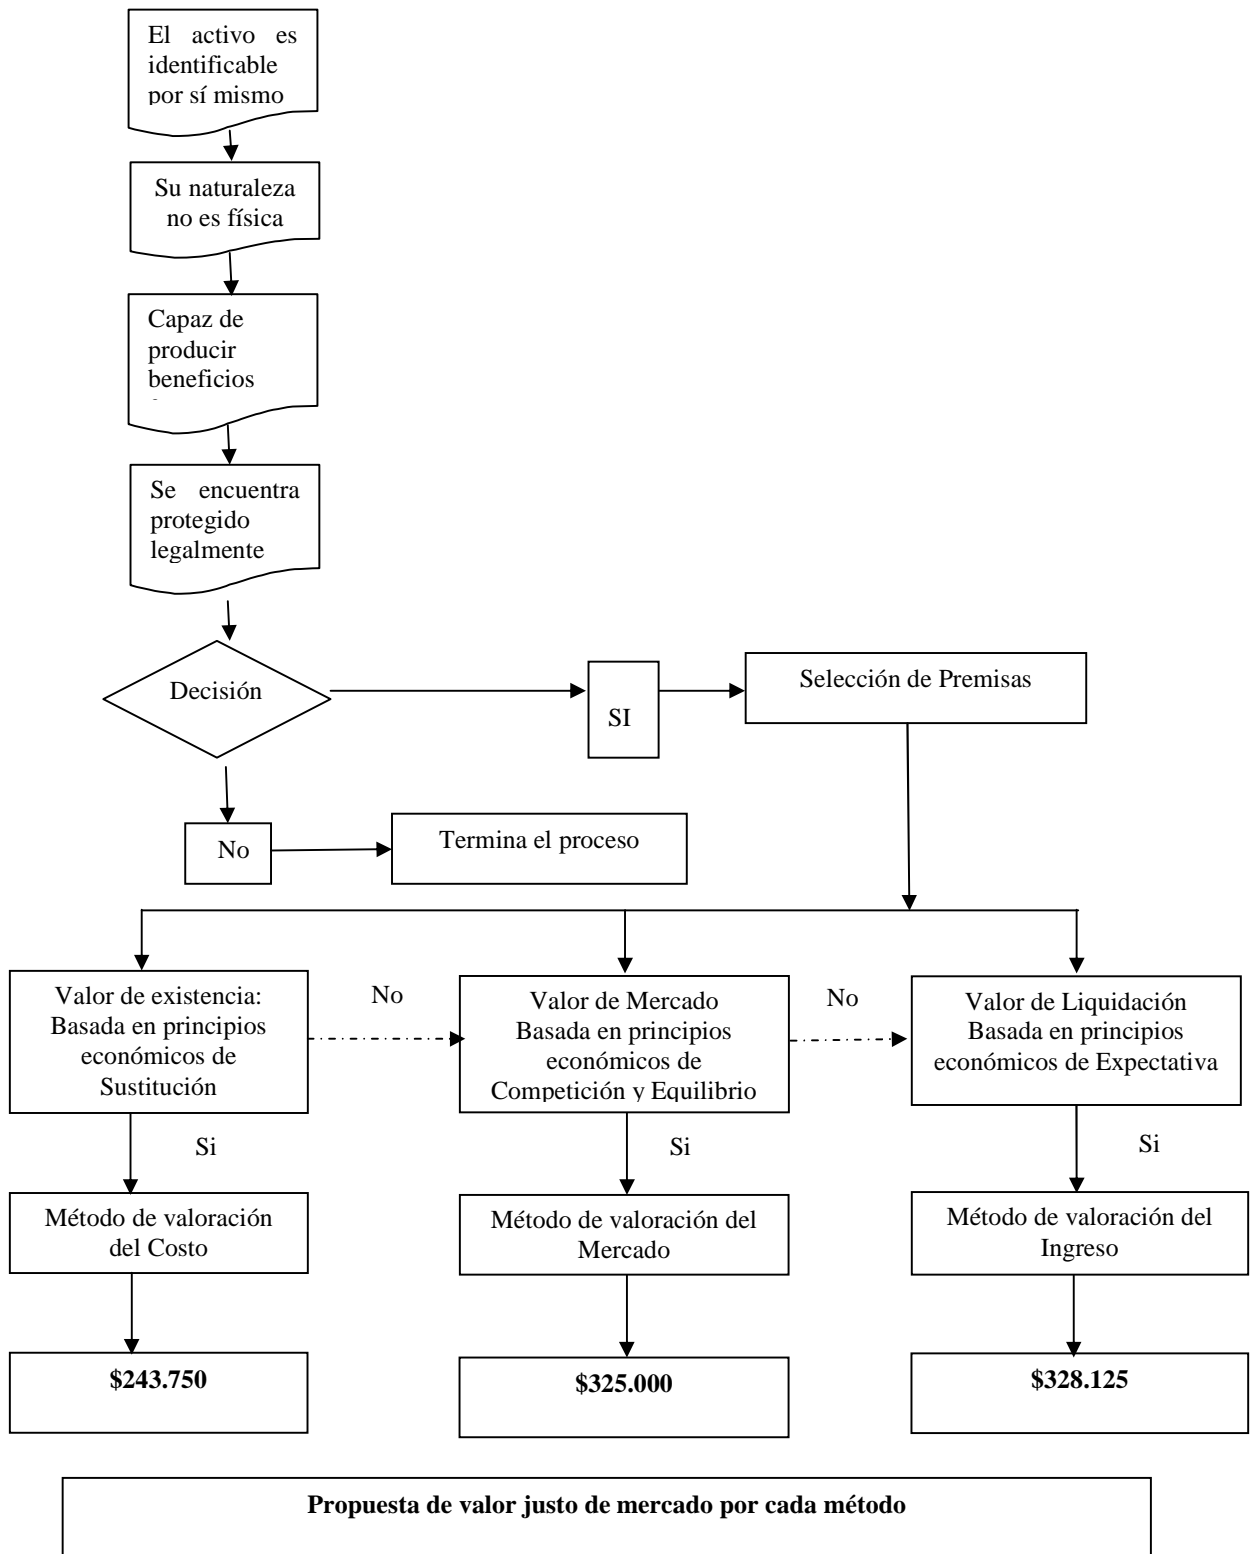 El activo es
identificable
por sí mismo
Su naturaleza
no es física
Capaz de
producir
beneficios
Se encuentra
protegido
legalmente
Decisión
SI
Selección de Premisas
No
Termina el proceso
Valor de existencia:
Basada en principios
económicos de
Sustitución
No
Valor de Mercado
Basada en principios
económicos de
Competición y Equilibrio
No
Valor de Liquidación
Basada en principios
económicos de Expectativa
Si
Si
Si
Método de valoración
del Costo
Método de valoración del
Mercado
Método de valoración del
Ingreso
$243.750
$325.000
$328.125
Propuesta de valor justo de mercado por cada método